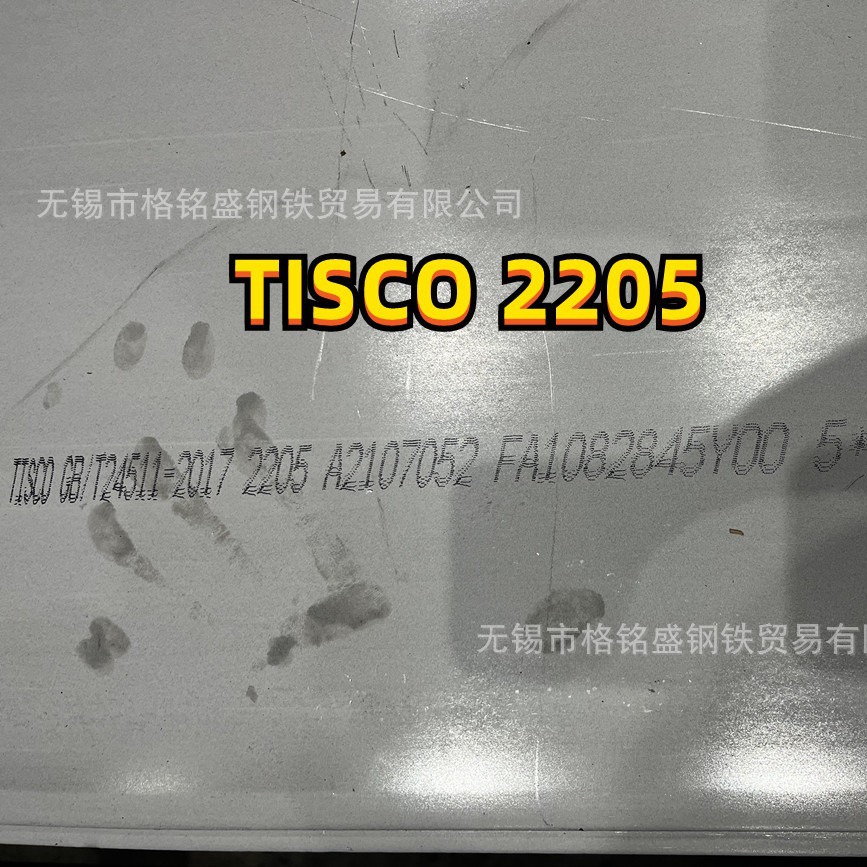 无锡市格铭盛钢铁贸易有限公司
TISCO 2205
TISCO GB/T24511-2017 2205 A2107052 FA1082845Y00 5*
无锡市格铭盛钢铁贸易有限